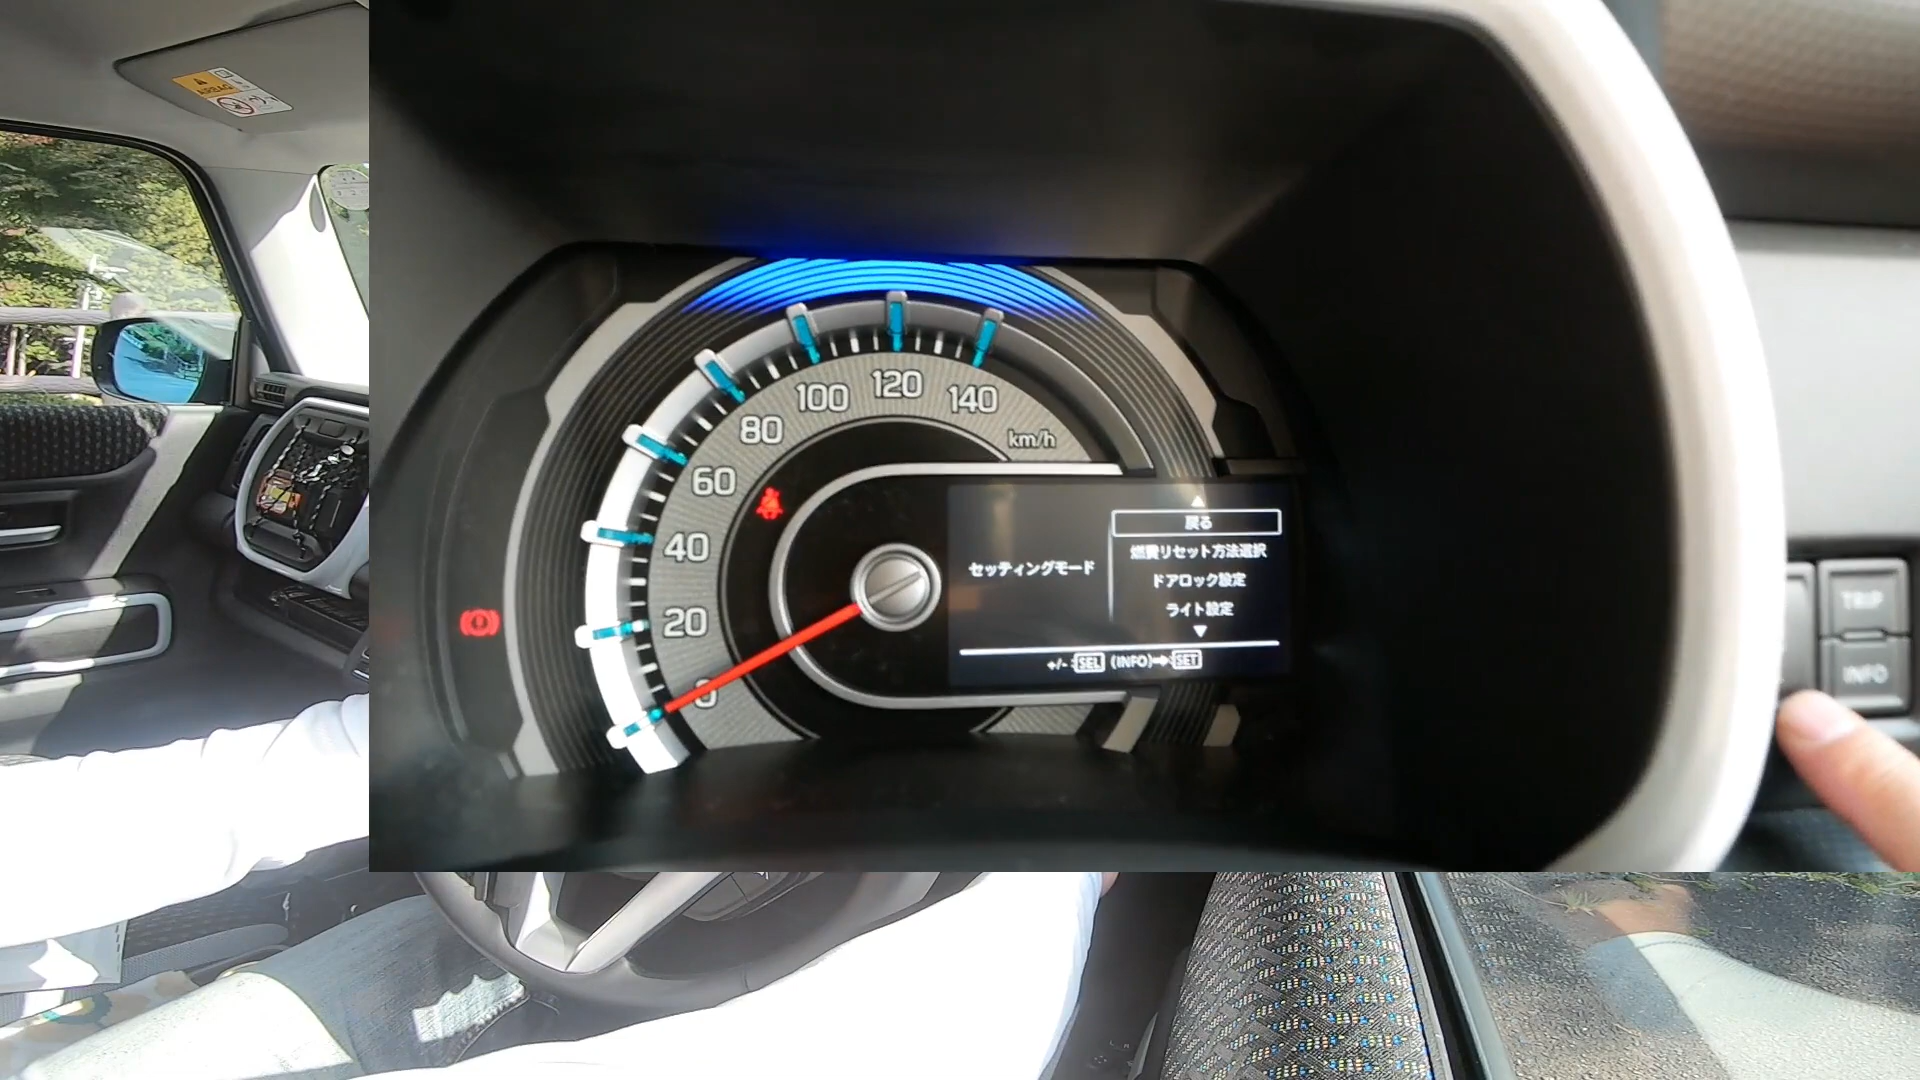 AIRBAG
140
120
100
80
60
40
20
0
km/h
戻る
燃費リセット方法選択
セッティングモード
ドアロック設定
ライト設定
+/-:SEL (INFO)➡:SET
TRIP
INFO